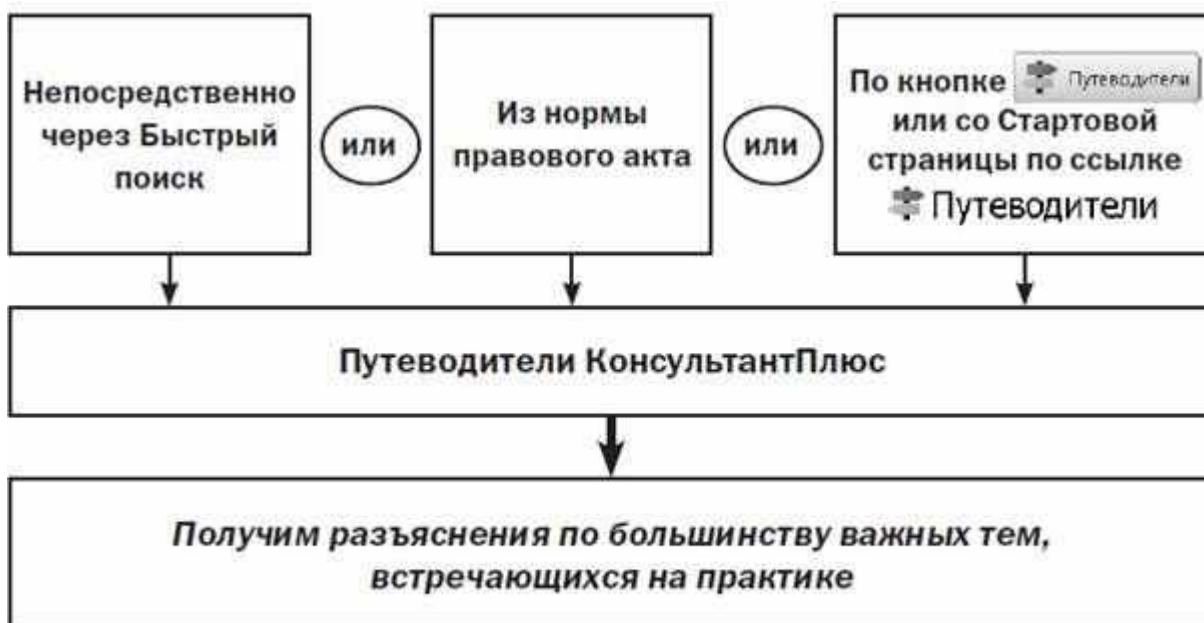 Непосредственно
через Быстрый
поиск
или
Из нормы
правового акта
или
По кнопке Путеводители
или со Стартовой
страницы по ссылке
Путеводители
Путеводители КонсультантПлюс
Получим разъяснения по большинству важных тем,
встречающихся на практике